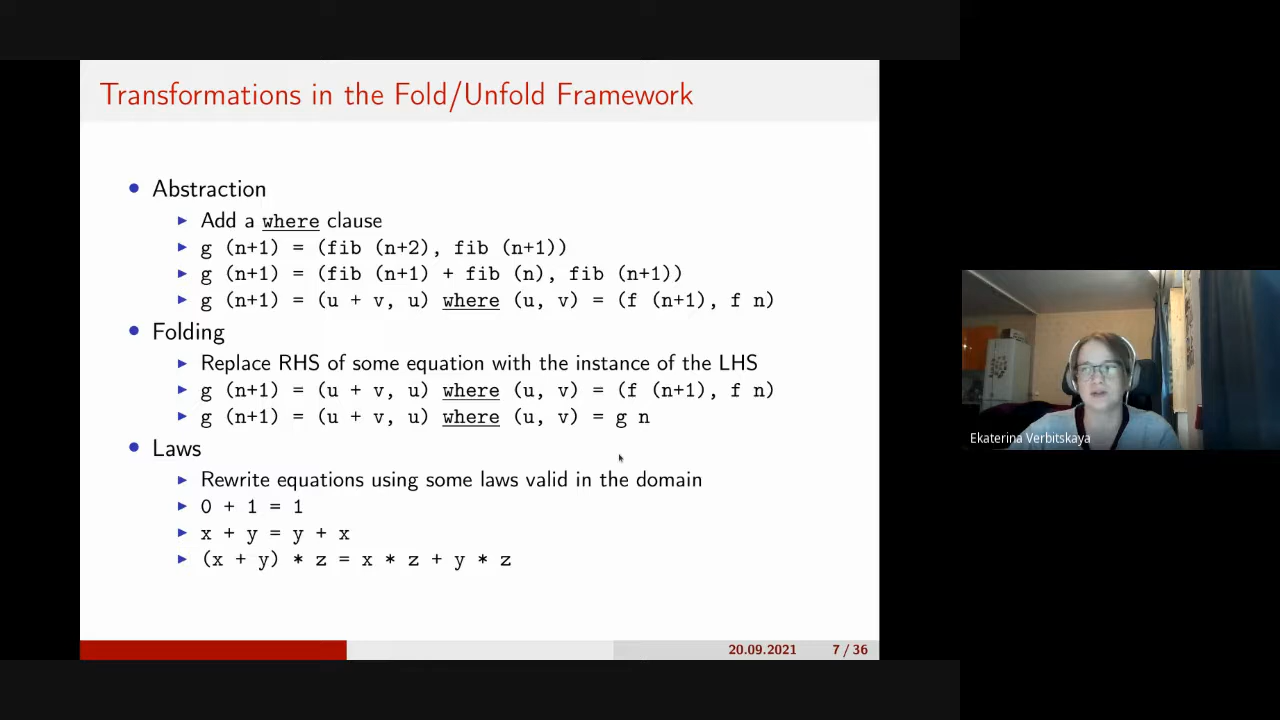 Transformations in the Fold/Unfold Framework
• Abstraction
▶ Add a where clause
▶ g (n+1) = (fib (n+2), fib (n+1))
▶ g (n+1) = (fib (n+1) + fib (n), fib (n+1))
▶ g (n+1) = (u + v, u) where (u, v) = (f (n+1), f n)
• Folding
▶ Replace RHS of some equation with the instance of the LHS
▶ g (n+1) = (u + v, u) where (u, v) = (f (n+1), f n)
▶ g (n+1) = (u + v, u) where (u, v) = g n
• Laws
▶ Rewrite equations using some laws valid in the domain
▶ 0 + 1 = 1
▶ x + y = y + x
▶ (x + y) * z = x * z + y * z
20.09.2021 7 / 36
Ekaterina Verbitskaya